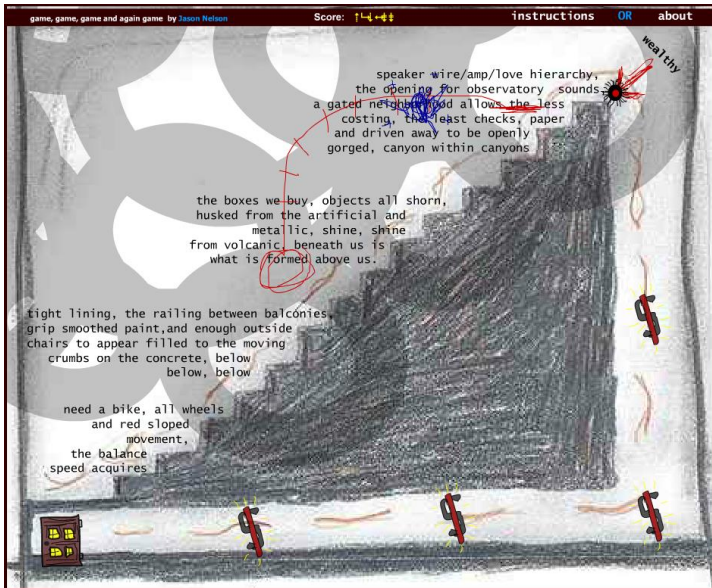 game, game, game and again game by Jason Nelson
Score:
instructions OR about
wealthy
speaker wire/amp/love hierarchy,
the opening for observatory sounds.
a gated neighborhood allows the less
costing, the least checks, paper
and driven away to be openly
gorged, canyon within canyons
the boxes we buy, objects all shorn,
husked from the artificial and
metallic, shine, shine
from volcanic, beneath us is
what is formed above us.
tight lining, the railing between balconies,
grip smoothed paint,and enough outside
chairs to appear filled to the moving
crumbs on the concrete, below
below, below
need a bike, all wheels
and red sloped
movement,
the balance
speed acquires